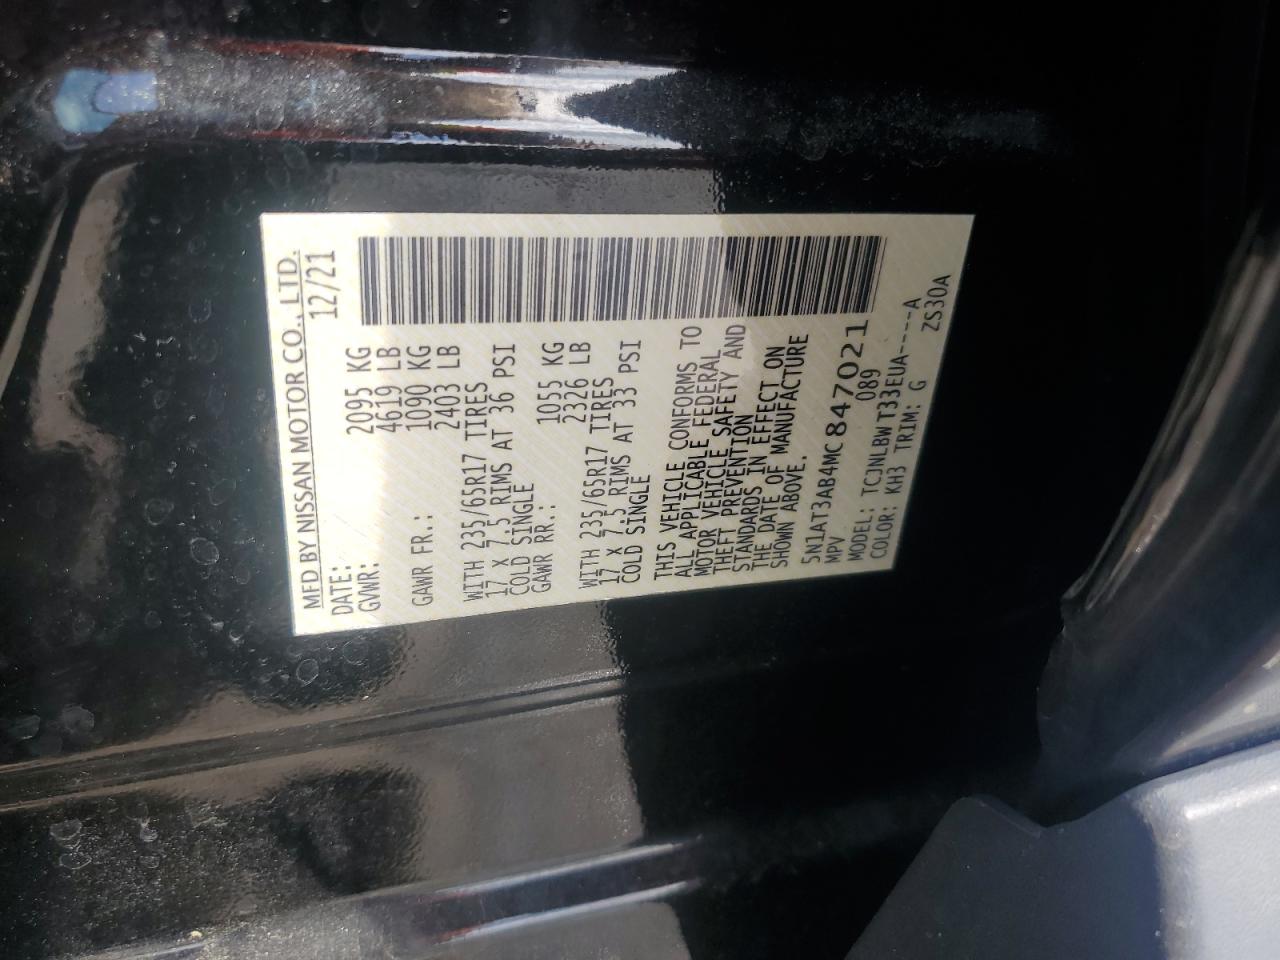 MFD BY NISSAN MOTOR CO., LTD.
DATE: 12/21
GVWR: 2095 KG
4619 LB
GAWR FR.: 1090 KG
2403 LB
WITH 235/65R17 TIRES
17 X 7.5 RIMS AT 36 PSI
COLD SINGLE
GAWR RR.: 1055 KG
2326 LB
WITH 235/65R17 TIRES
17 X 7.5 RIMS AT 33 PSI
COLD SINGLE
THIS VEHICLE CONFORMS TO
ALL APPLICABLE FEDERAL
MOTOR VEHICLE SAFETY AND
THEFT PREVENTION
STANDARDS IN EFFECT ON
THE DATE OF MANUFACTURE
SHOWN ABOVE.
5N1AT3AB4MC847021
MPV 089
MODEL: TCJNLBW T33EUA-----A
COLOR: KH3 TRIM: G ZS30A